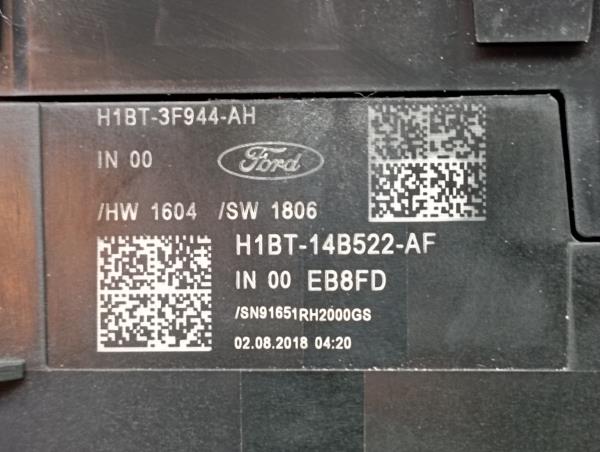 H1BT-3F944-AH
IN 00
Ford
/HW 1604 /SW 1806
H1BT-14B522-AF
IN 00 EB8FD
/SN91651RH2000GS
02.08.2018 04:20